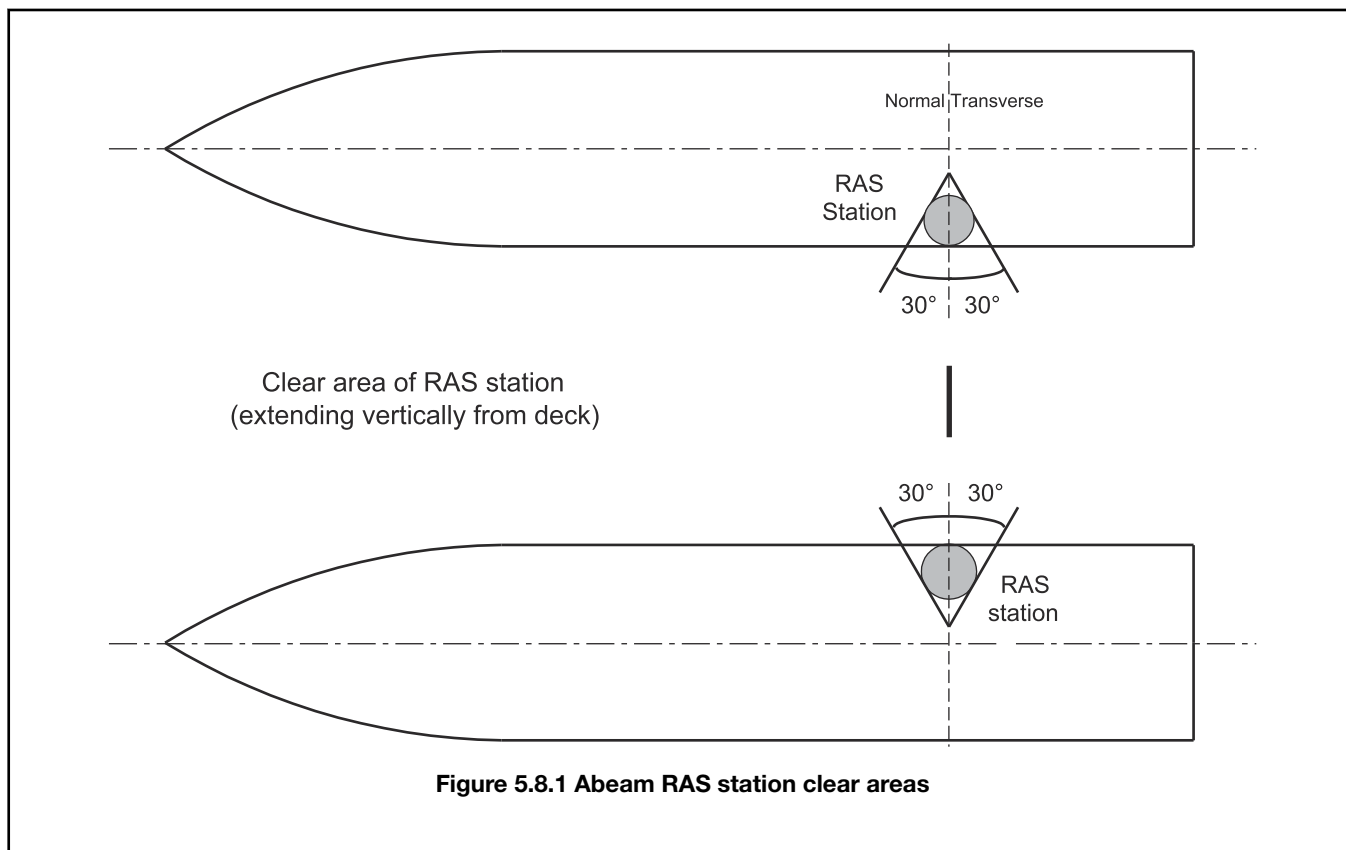 Normal Transverse
RAS
Station
30° 30°
Clear area of RAS station
(extending vertically from deck)
30° 30°
RAS
station
Figure 5.8.1 Abeam RAS station clear areas